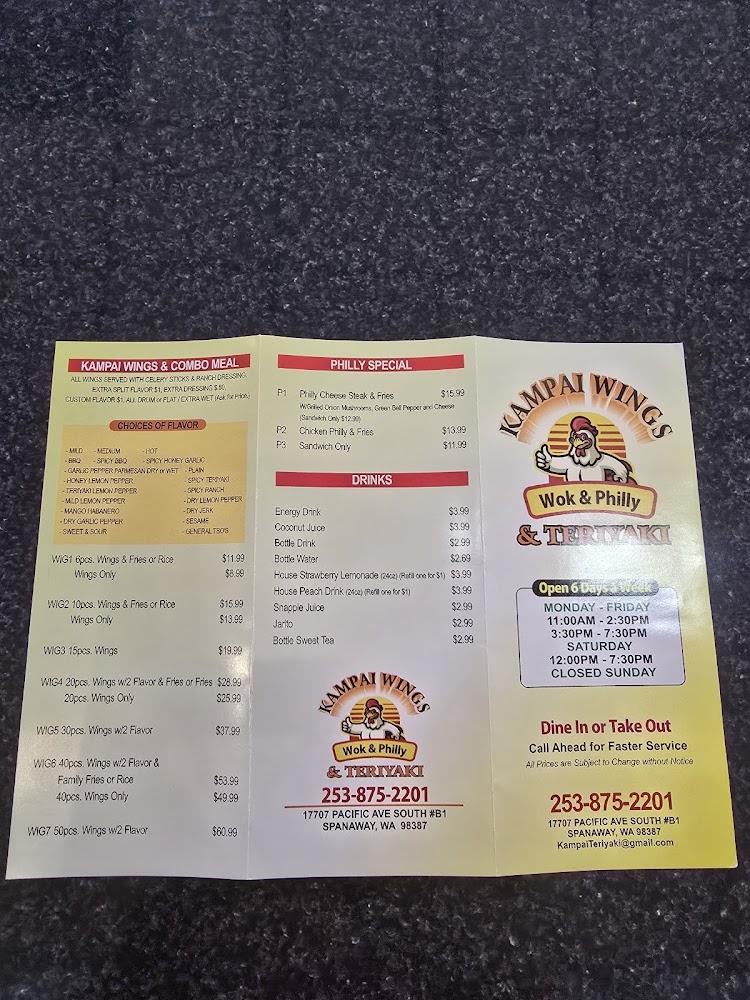 KAMPAI WINGS & COMBO MEAL
ALL WINGS SERVED WITH CELERY STICKS & RANCH DRESSING.
EXTRA SPLIT FLAVOR $1, EXTRA DRESSING $.50,
CUSTOM FLAVOR $1, ALL DRUM or FLAT / EXTRA WET (Ask for Price.)
CHOICES OF FLAVOR
- MILD - MEDIUM - HOT
- BBQ - SPICY BBQ - SPICY HONEY GARLIC
- GARLIC PEPPER PARMESAN DRY or WET - PLAIN
- HONEY LEMON PEPPER - SPICY TERIYAKI
- TERIYAKI LEMON PEPPER - SPICY RANCH
- MILD LEMON PEPPER - DRY LEMON PEPPER
- MANGO HABANERO - DRY JERK
- DRY GARLIC PEPPER - SESAME
- SWEET & SOUR - GENERAL TSO'S
WIG1 6pcs. Wings & Fries or Rice $11.99
Wings Only $8.99
WIG2 10pcs. Wings & Fries or Rice $15.99
Wings Only $13.99
WIG3 15pcs. Wings $19.99
WIG4 20pcs. Wings w/2 Flavor & Fries or Fries $28.99
20pcs. Wings Only $25.99
WIG5 30pcs. Wings w/2 Flavor $37.99
WIG6 40pcs. Wings w/2 Flavor &
Family Fries or Rice $53.99
40pcs. Wings Only $49.99
WIG7 50pcs. Wings w/2 Flavor $60.99
PHILLY SPECIAL
P1 Philly Cheese Steak & Fries $15.99
W/Grilled Onion Mushrooms, Green Bell Pepper and Cheese
(Sandwich Only $12.99)
P2 Chicken Philly & Fries $13.99
P3 Sandwich Only $11.99
DRINKS
Energy Drink $3.99
Coconut Juice $3.99
Bottle Drink $2.99
Bottle Water $2.69
House Strawberry Lemonade (24oz) (Refill one for $1) $3.99
House Peach Drink (24oz) (Refill one for $1) $3.99
Snapple Juice $2.99
Jarito $2.99
Bottle Sweet Tea $2.99
KAMPAI WINGS
Wok & Philly
& TERIYAKI
253-875-2201
17707 PACIFIC AVE SOUTH #B1
SPANAWAY, WA 98387
KAMPAI WINGS
Wok & Philly
& TERIYAKI
Open 6 Days a Week
MONDAY - FRIDAY
11:00AM - 2:30PM
3:30PM - 7:30PM
SATURDAY
12:00PM - 7:30PM
CLOSED SUNDAY
Dine In or Take Out
Call Ahead for Faster Service
All Prices are Subject to Change without Notice
253-875-2201
17707 PACIFIC AVE SOUTH #B1
SPANAWAY, WA 98387
KampaiTeriyaki@gmail.com